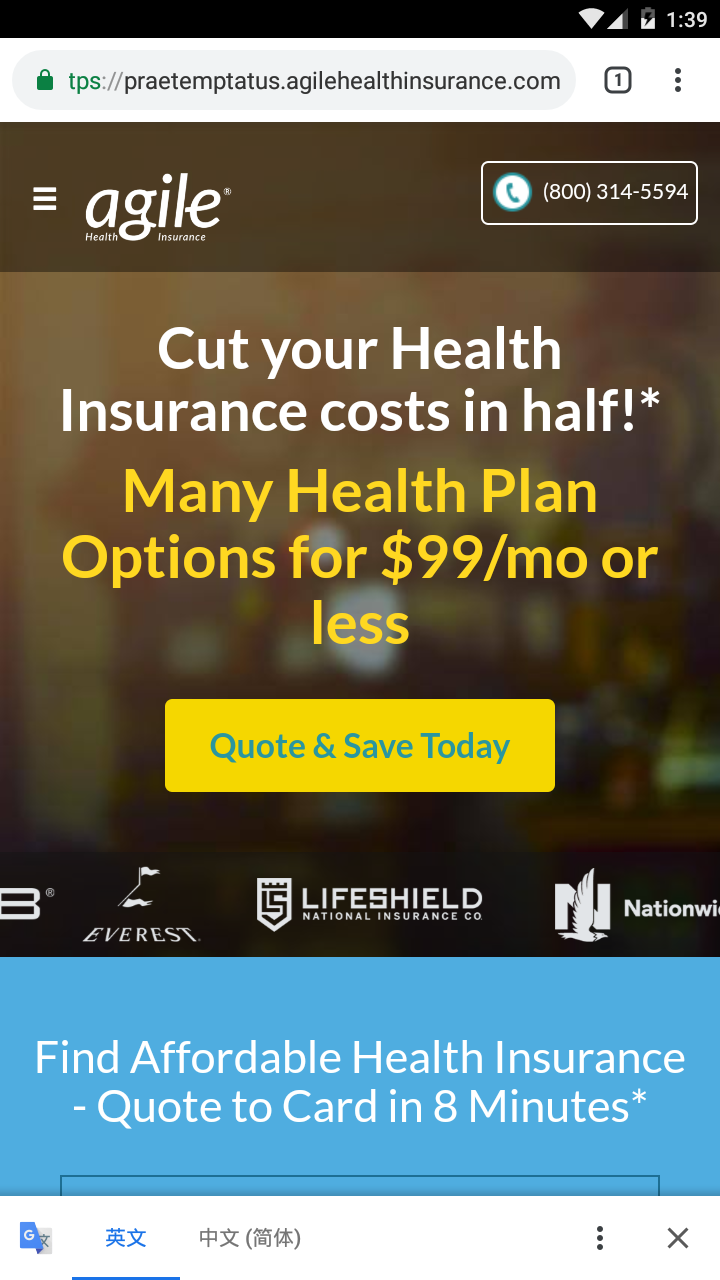 1:39
tps://praetemptatus.agilehealthinsurance.com
1
agile®
Health Insurance
(800) 314-5594
Cut your Health
Insurance costs in half!*
Many Health Plan
Options for $99/mo or
less
Quote & Save Today
B®
EVEREST
LIFESHIELD
NATIONAL INSURANCE CO.
N
Nationwi
Find Affordable Health Insurance
- Quote to Card in 8 Minutes*
G 文
英文
中文 (简体)